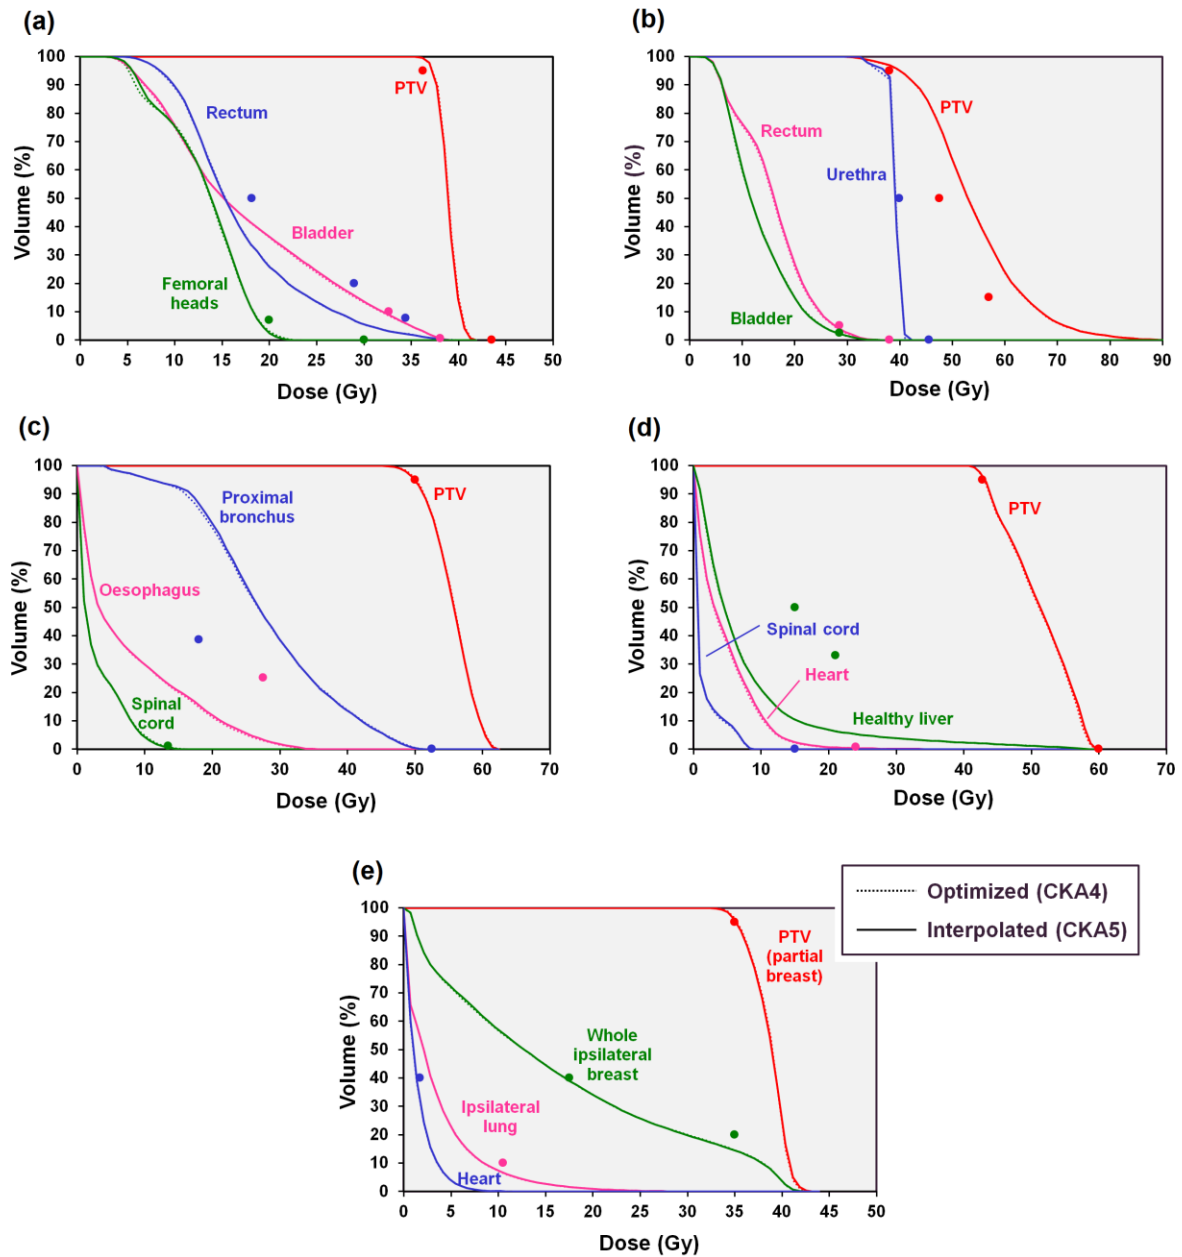 (a)
100
90
80
70
60
50
40
30
20
10
0
Volume (%)
PTV
Rectum
Bladder
Femoral
heads
0 5 10 15 20 25 30 35 40 45 50
Dose (Gy)
(b)
100
90
80
70
60
50
40
30
20
10
0
Volume (%)
PTV
Rectum
Urethra
Bladder
0 10 20 30 40 50 60 70 80 90
Dose (Gy)
(c)
100
90
80
70
60
50
40
30
20
10
0
Volume (%)
Proximal
bronchus
PTV
Oesophagus
Spinal
cord
0 10 20 30 40 50 60 70
Dose (Gy)
(d)
100
90
80
70
60
50
40
30
20
10
0
Volume (%)
PTV
Spinal cord
Heart
Healthy liver
0 10 20 30 40 50 60 70
Dose (Gy)
(e)
100
90
80
70
60
50
40
30
20
10
0
Volume (%)
PTV
(partial
breast)
Whole
ipsilateral
breast
Ipsilateral
lung
Heart
0 5 10 15 20 25 30 35 40 45 50
Dose (Gy)
Optimized (CKA4)
Interpolated (CKA5)